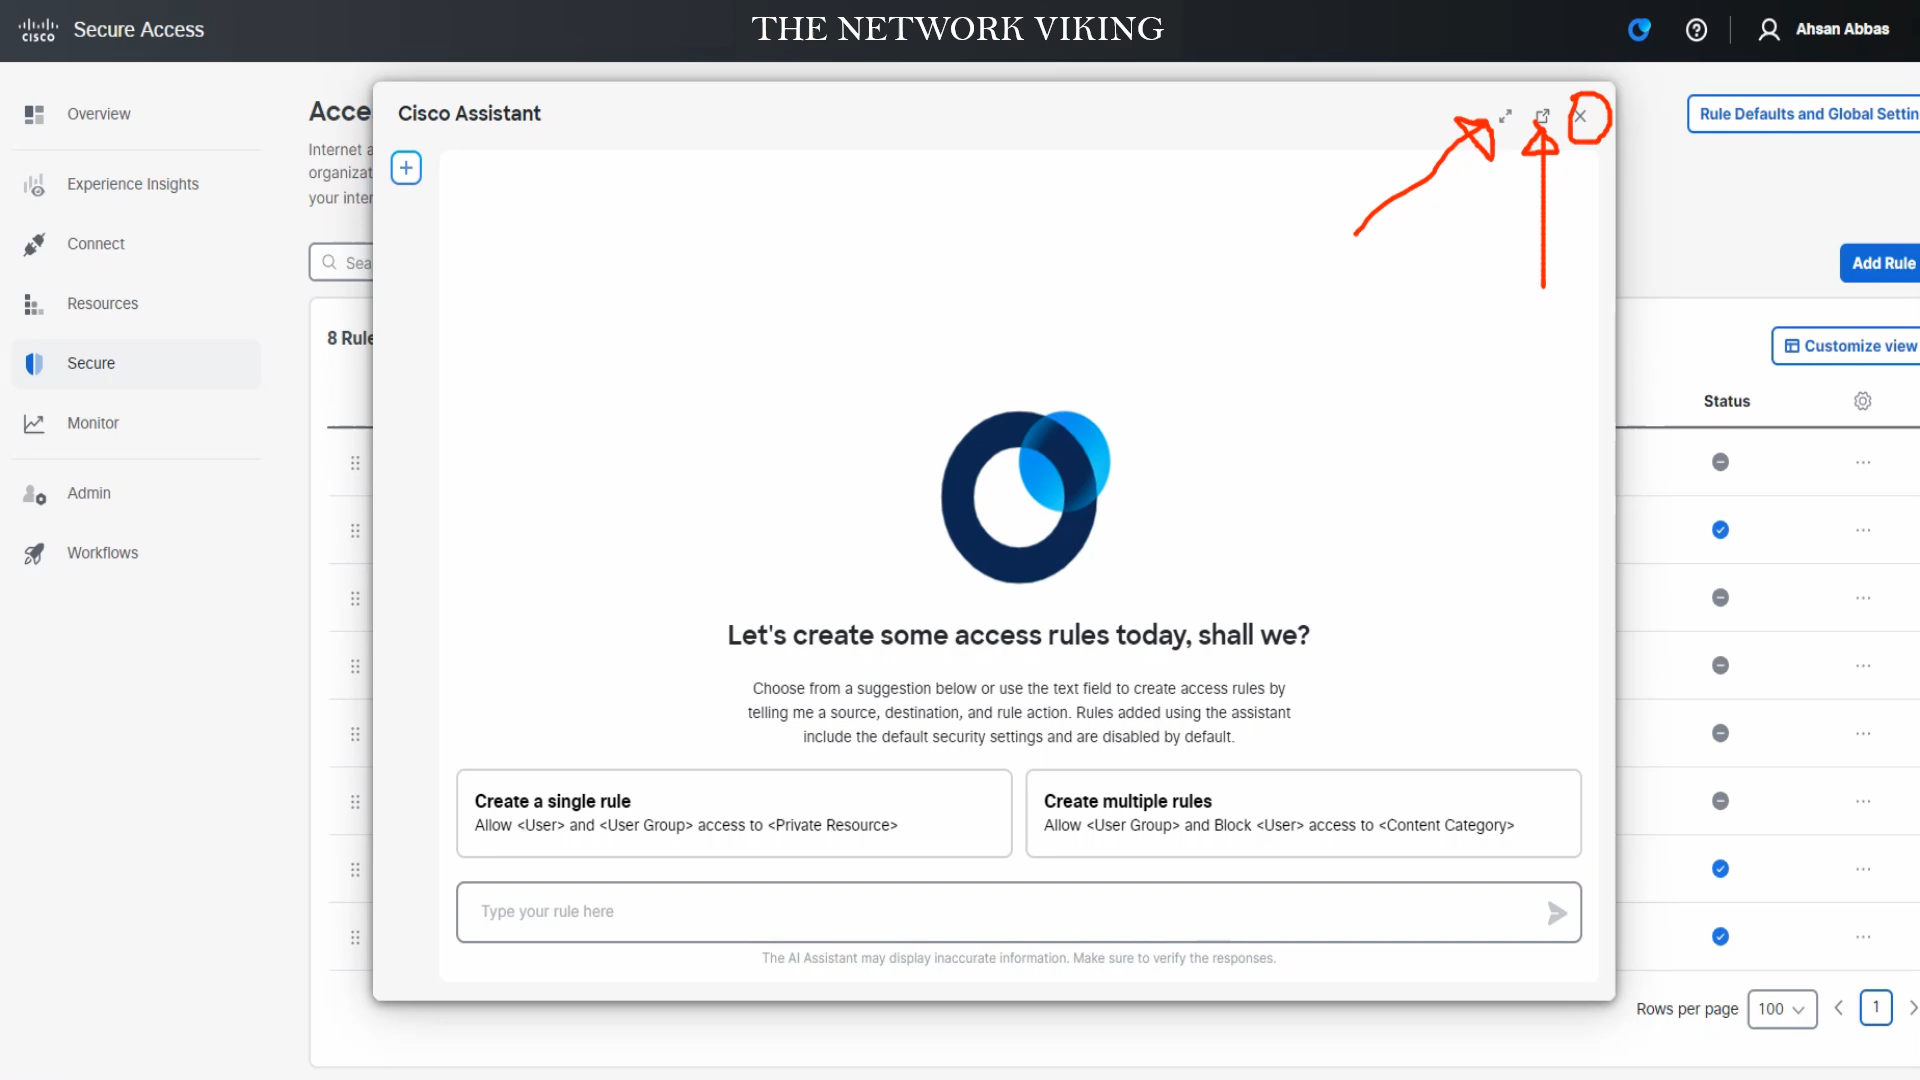 CISCO
Secure Access
THE NETWORK VIKING
Ahsan Abbas
Overview
Experience Insights
Connect
Resources
Secure
Monitor
Admin
Workflows
Acce
Internet a
organizat
your inter
Sea
8 Rule
Rule Defaults and Global Settin
Add Rule
Customize view
Status
Cisco Assistant
Let's create some access rules today, shall we?
Choose from a suggestion below or use the text field to create access rules by
telling me a source, destination, and rule action. Rules added using the assistant
include the default security settings and are disabled by default.
Create a single rule
Allow <User> and <User Group> access to <Private Resource>
Create multiple rules
Allow <User Group> and Block <User> access to <Content Category>
Type your rule here
The AI Assistant may display inaccurate information. Make sure to verify the responses.
Rows per page 100 1